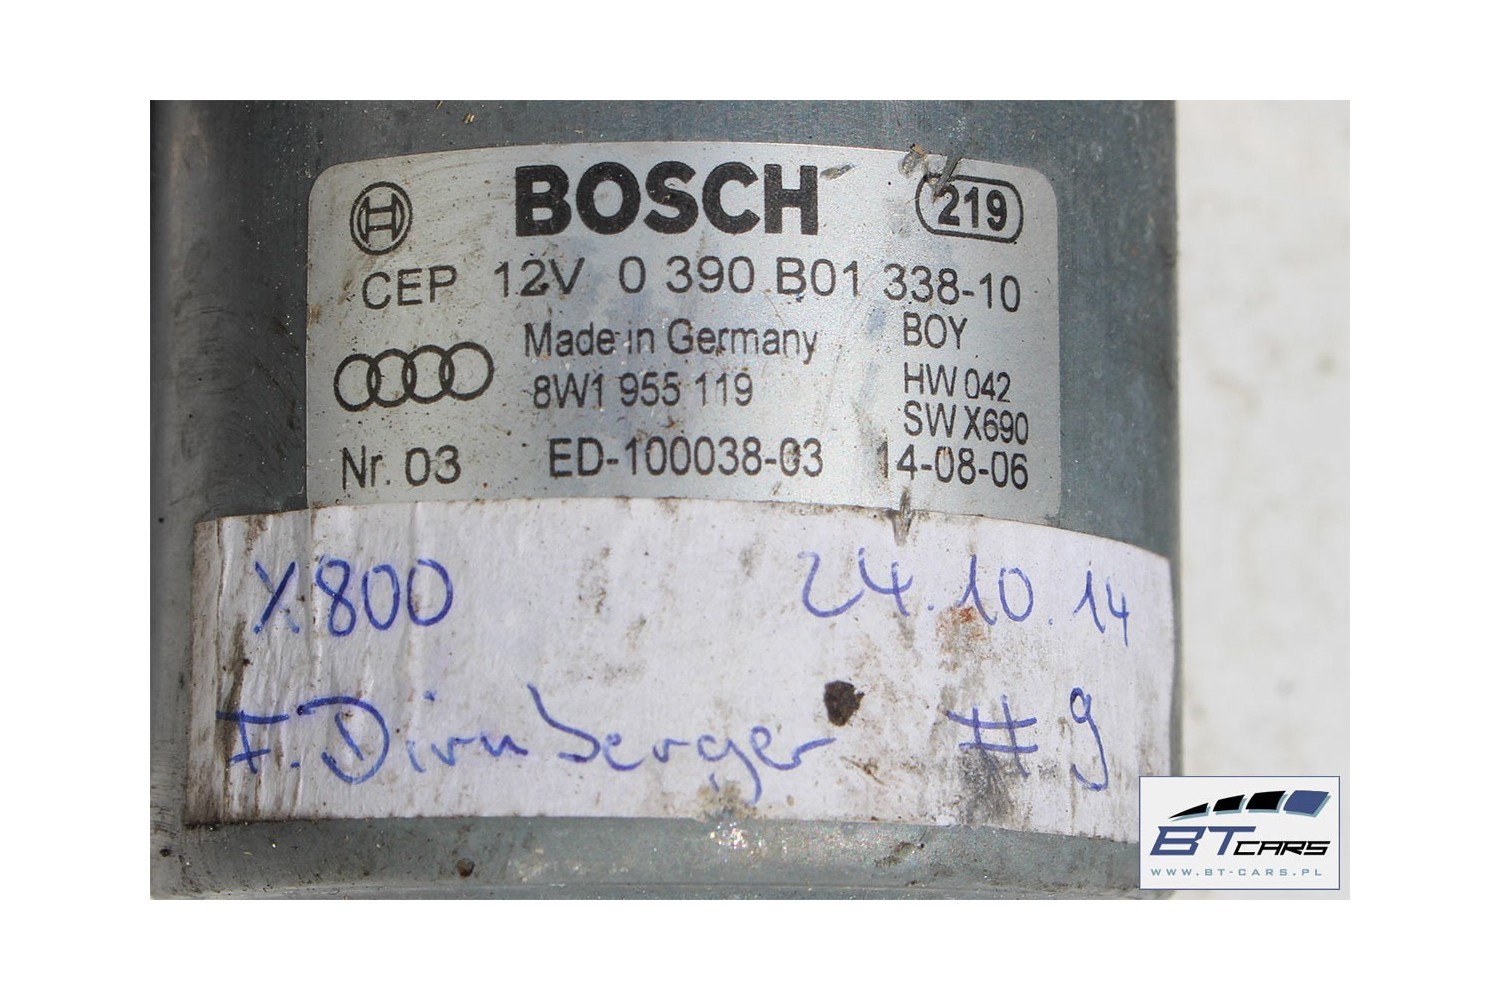 BOSCH 219
CEP 12V 0 390 B01 338-10
Made in Germany BOY
8W1 955 119 HW 042
SW X690
Nr. 03 ED-100038-03 14-08-06
X800 24.10.14
F. Dirnberger #9
BT CARS
WWW.BT-CARS.PL